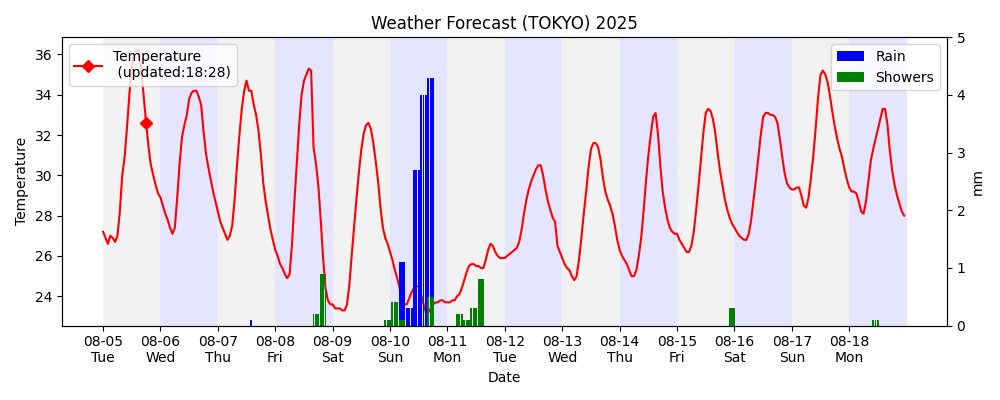 Weather Forecast (TOKYO) 2025
Temperature
(updated:18:28)
Rain
Showers
36
34
32
30
28
26
24
Temperature
5
4
3
2
1
0
mm
08-05 08-06 08-07 08-08 08-09 08-10 08-11 08-12 08-13 08-14 08-15 08-16 08-17 08-18
Tue Wed Thu Fri Sat Sun Mon Tue Wed Thu Fri Sat Sun Mon
Date